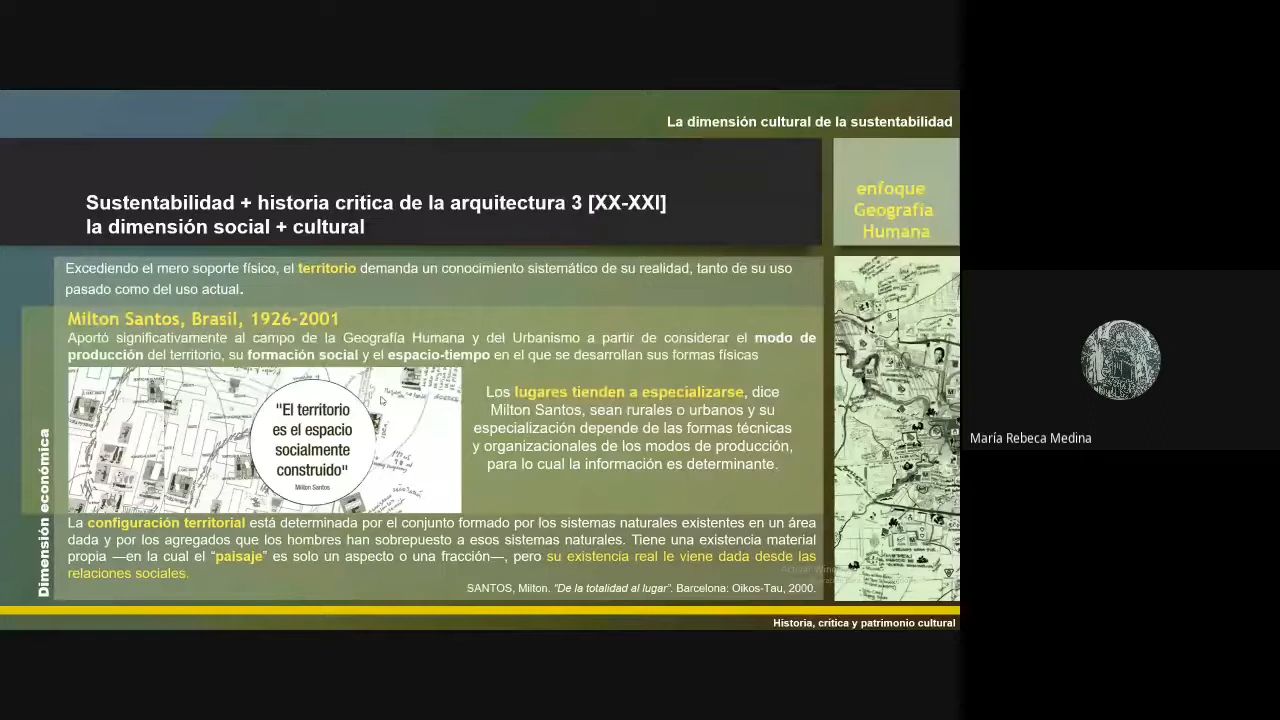 La dimensión cultural de la sustentabilidad
Sustentabilidad + historia critica de la arquitectura 3 [XX-XXI]
la dimensión social + cultural
enfoque
Geografía
Humana
Excediendo el mero soporte físico, el territorio demanda un conocimiento sistemático de su realidad, tanto de su uso
pasado como del uso actual.
Milton Santos, Brasil, 1926-2001
Aportó significativamente al campo de la Geografía Humana y del Urbanismo a partir de considerar el modo de
producción del territorio, su formación social y el espacio-tiempo en el que se desarrollan sus formas físicas
"El territorio
es el espacio
socialmente
construido"
Milton Santos
Los lugares tienden a especializarse, dice
Milton Santos, sean rurales o urbanos y su
especialización depende de las formas técnicas
y organizacionales de los modos de producción,
para lo cual la información es determinante.
Dimensión económica
La configuración territorial está determinada por el conjunto formado por los sistemas naturales existentes en un área
dada y por los agregados que los hombres han sobrepuesto a esos sistemas naturales. Tiene una existencia material
propia —en la cual el “paisaje” es solo un aspecto o una fracción—, pero su existencia real le viene dada desde las
relaciones sociales.
SANTOS, Milton. “De la totalidad al lugar”. Barcelona: Oikos-Tau, 2000.
Historia, crítica y patrimonio cultural
María Rebeca Medina